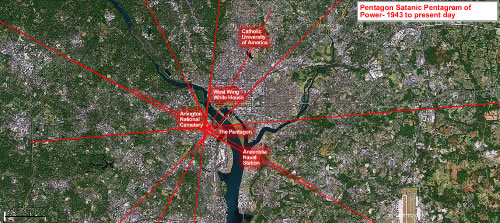 Pentagon Satanic Pentagram of
Power- 1943 to present day
Catholic
University
of America
West Wing
White House
Arlington
National
Cemetery
The Pentagon
Anacostia
Naval
Station